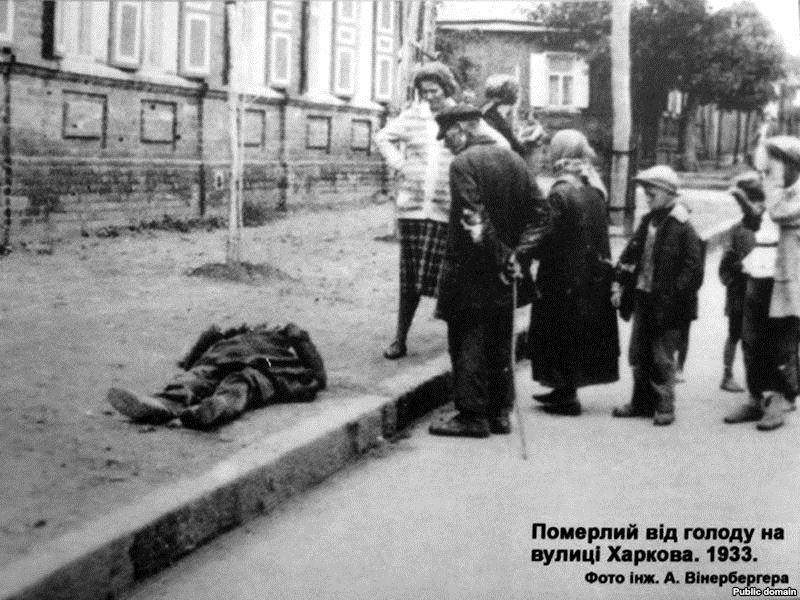 Померлий від голоду на
вулиці Харкова. 1933.
Фото інж. А. Вінербергера
Public domain